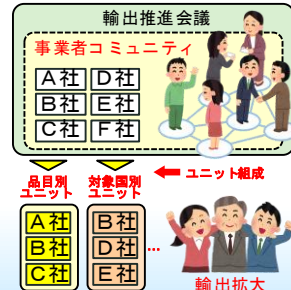 輸出推進会議
事業者コミュニティ
A社 D社
B社 E社
C社 F社
ユニット組成
品目別
ユニット
対象国別
ユニット
A社
B社
C社
B社
D社
E社
…
輸出拡大